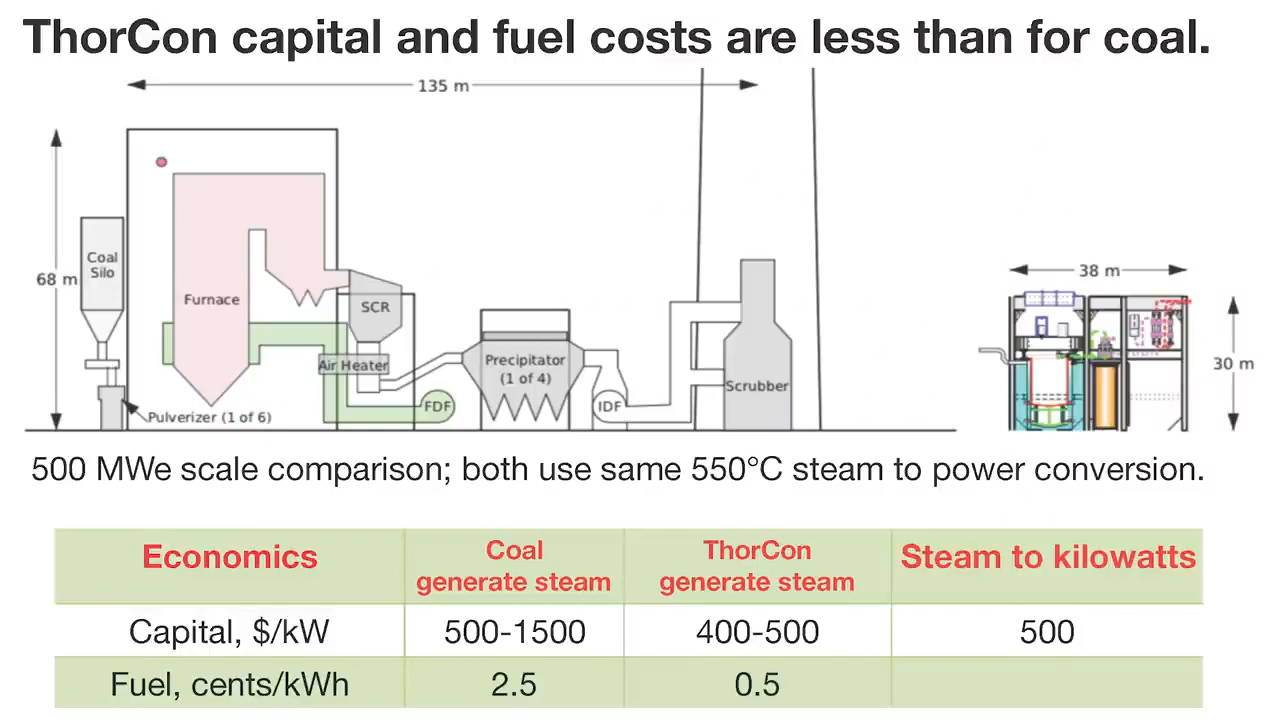 ThorCon capital and fuel costs are less than for coal.
135 m
68 m
Coal
Silo
Furnace
SCR
Air Heater
Precipitator
(1 of 4)
Scrubber
FDF
IDF
Pulverizer (1 of 6)
38 m
30 m
500 MWe scale comparison; both use same 550°C steam to power conversion.
Economics
Coal
generate steam
ThorCon
generate steam
Steam to kilowatts
Capital, $/kW
500-1500
400-500
500
Fuel, cents/kWh
2.5
0.5